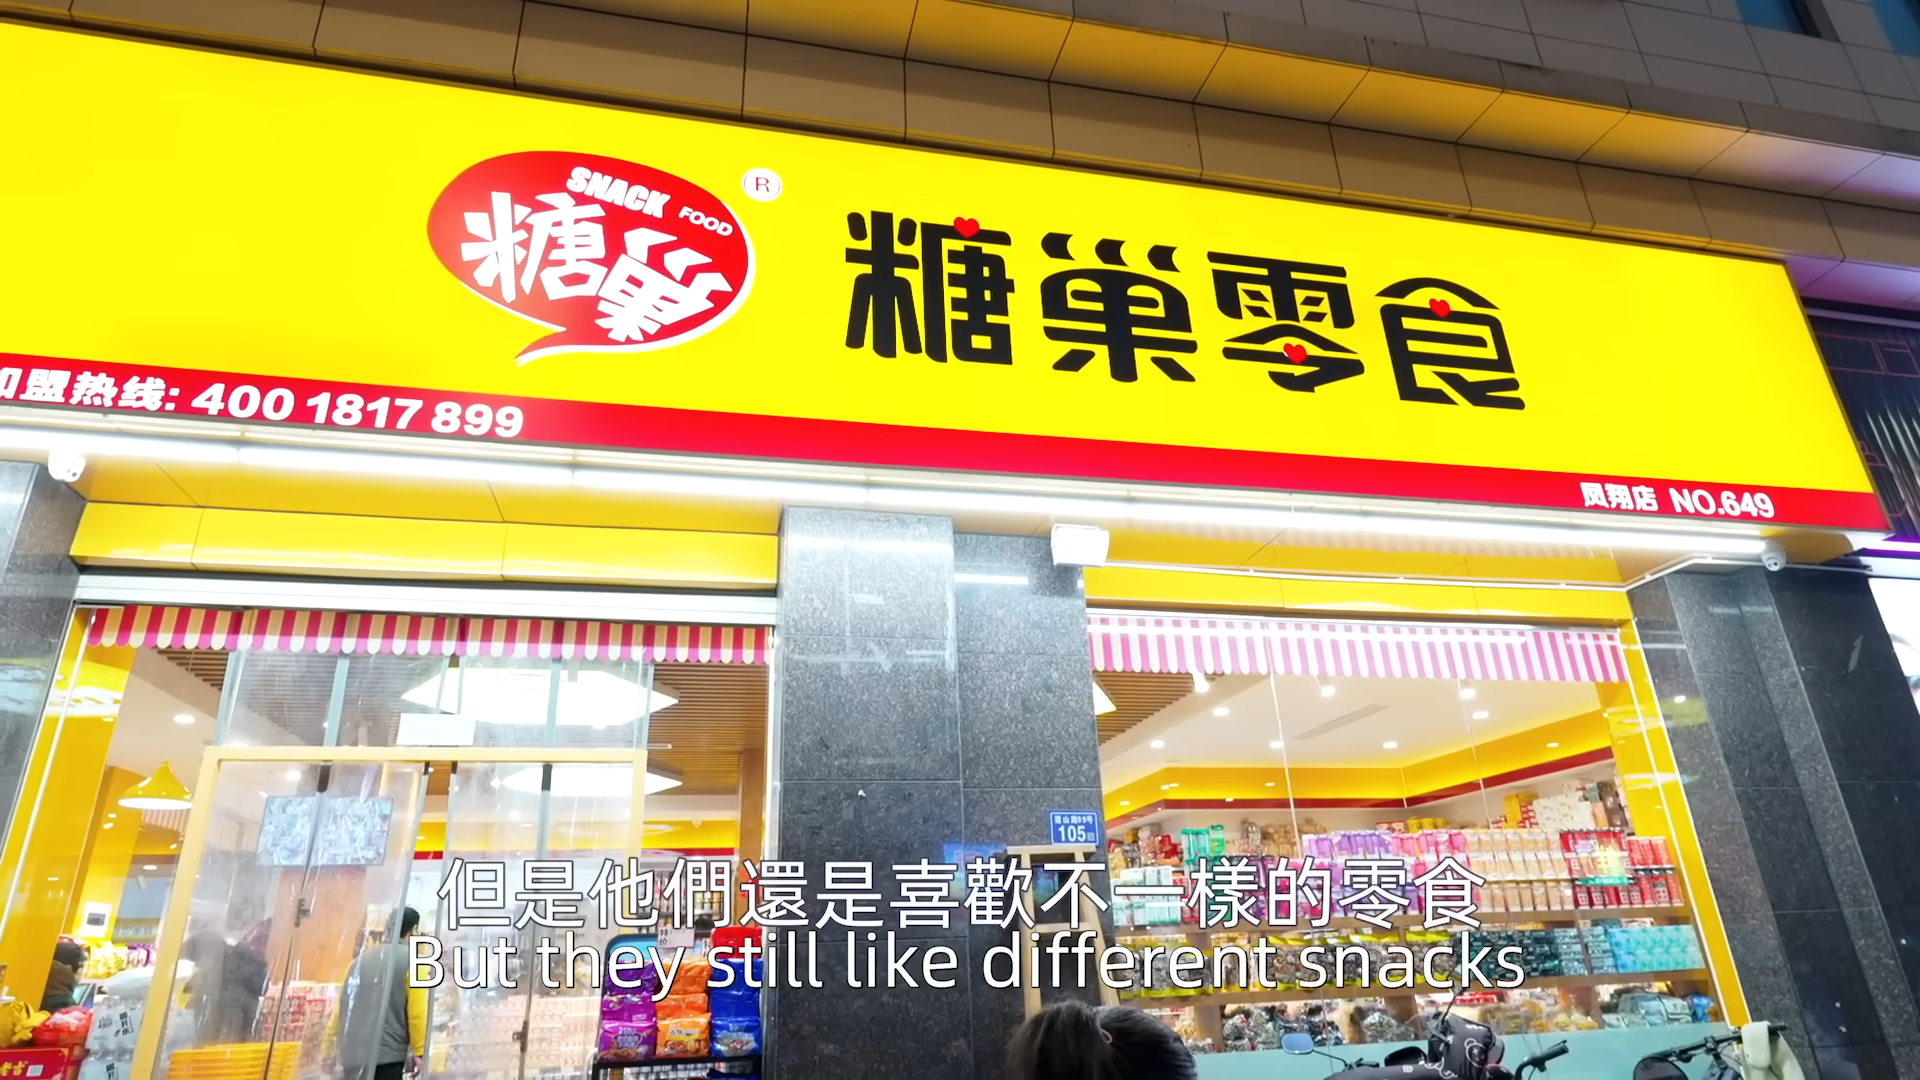 SNACK FOOD
糖巢
®
糖巢零食
加盟热线: 400 1817 899
凤翔店 NO.649
105
特价
但是他們還是喜歡不一樣的零食
But they still like different snacks